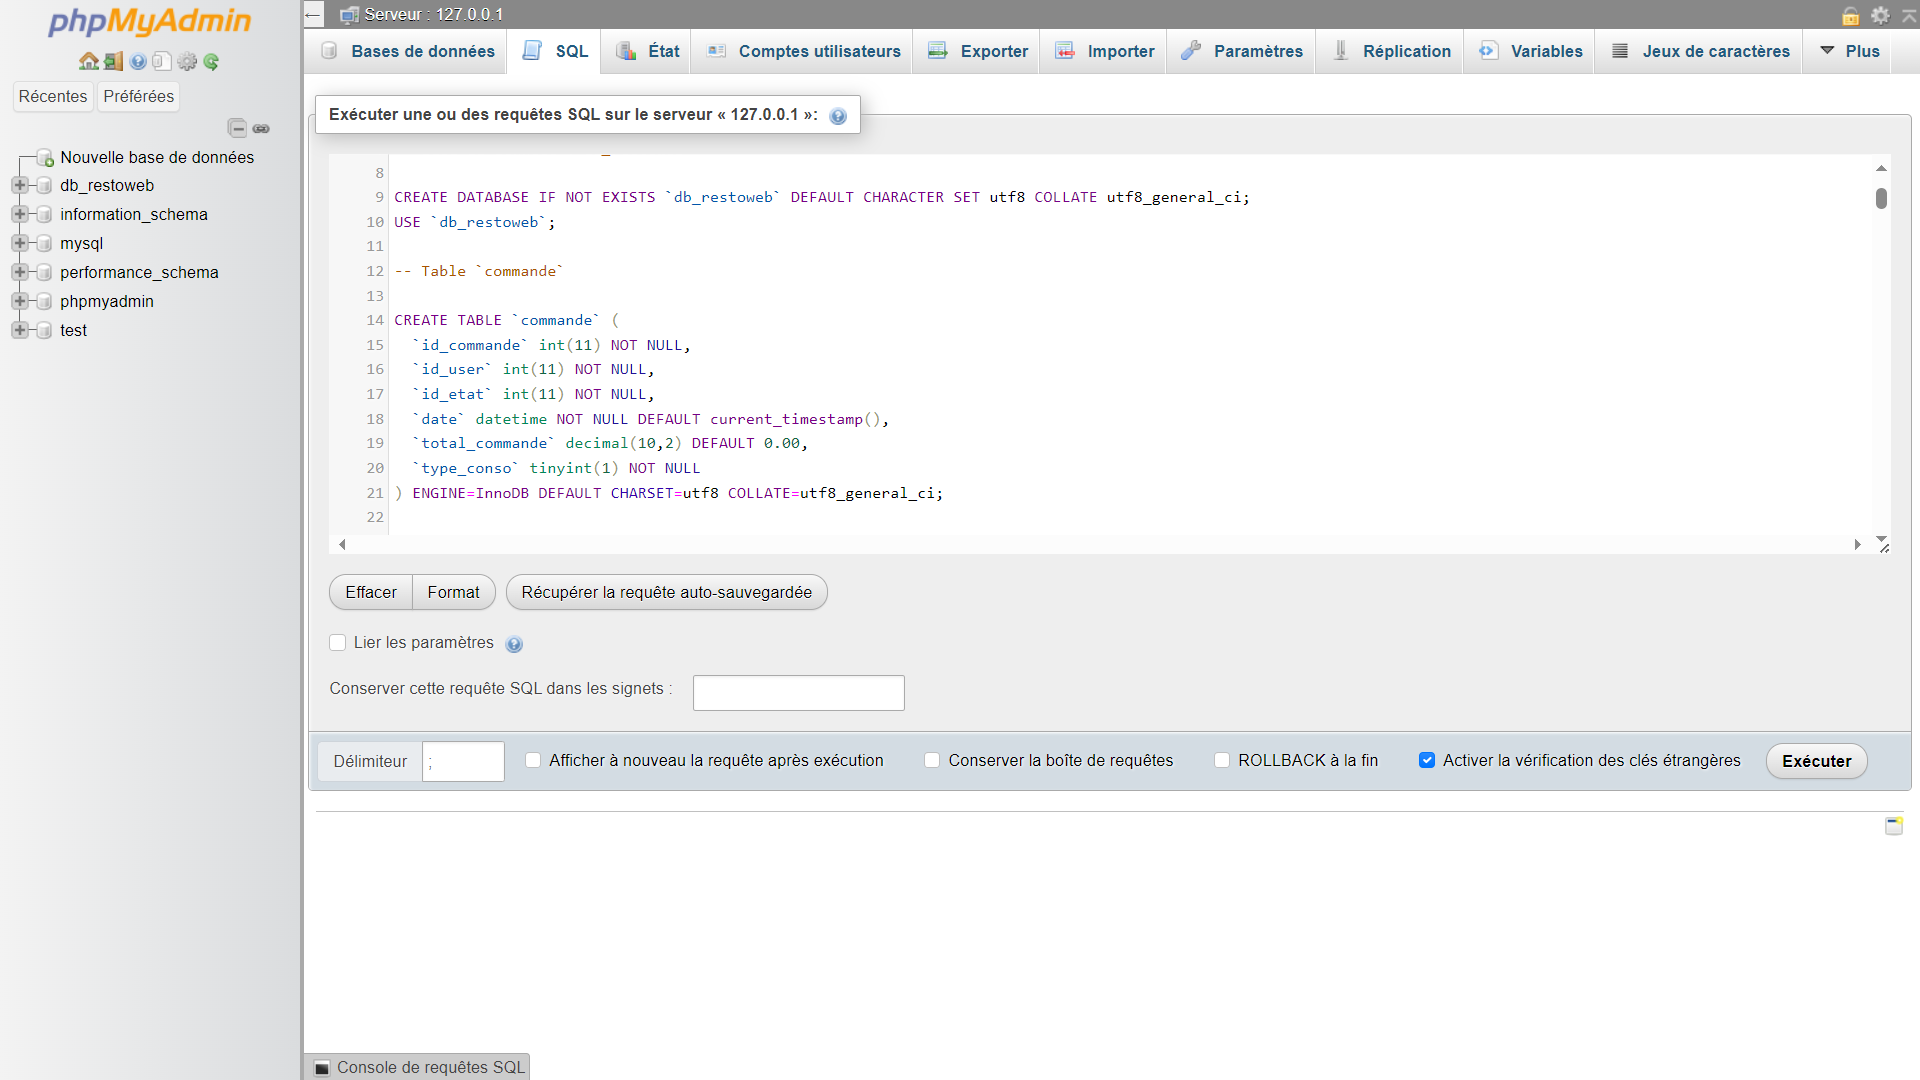 phpMyAdmin
Récentes
Préférées
Nouvelle base de données
db_restoweb
information_schema
mysql
performance_schema
phpmyadmin
test
Serveur : 127.0.0.1
Bases de données
SQL
État
Comptes utilisateurs
Exporter
Importer
Paramètres
Réplication
Variables
Jeux de caractères
Plus
Exécuter une ou des requêtes SQL sur le serveur « 127.0.0.1 »:
8
9 CREATE DATABASE IF NOT EXISTS `db_restoweb` DEFAULT CHARACTER SET utf8 COLLATE utf8_general_ci;
10 USE `db_restoweb`;
11
12 -- Table `commande`
13
14 CREATE TABLE `commande` (
15 `id_commande` int(11) NOT NULL,
16 `id_user` int(11) NOT NULL,
17 `id_etat` int(11) NOT NULL,
18 `date` datetime NOT NULL DEFAULT current_timestamp(),
19 `total_commande` decimal(10,2) DEFAULT 0.00,
20 `type_conso` tinyint(1) NOT NULL
21 ) ENGINE=InnoDB DEFAULT CHARSET=utf8 COLLATE=utf8_general_ci;
22
Effacer
Format
Récupérer la requête auto-sauvegardée
Lier les paramètres
Conserver cette requête SQL dans les signets :
Délimiteur ;
Afficher à nouveau la requête après exécution
Conserver la boîte de requêtes
ROLLBACK à la fin
Activer la vérification des clés étrangères
Exécuter
Console de requêtes SQL